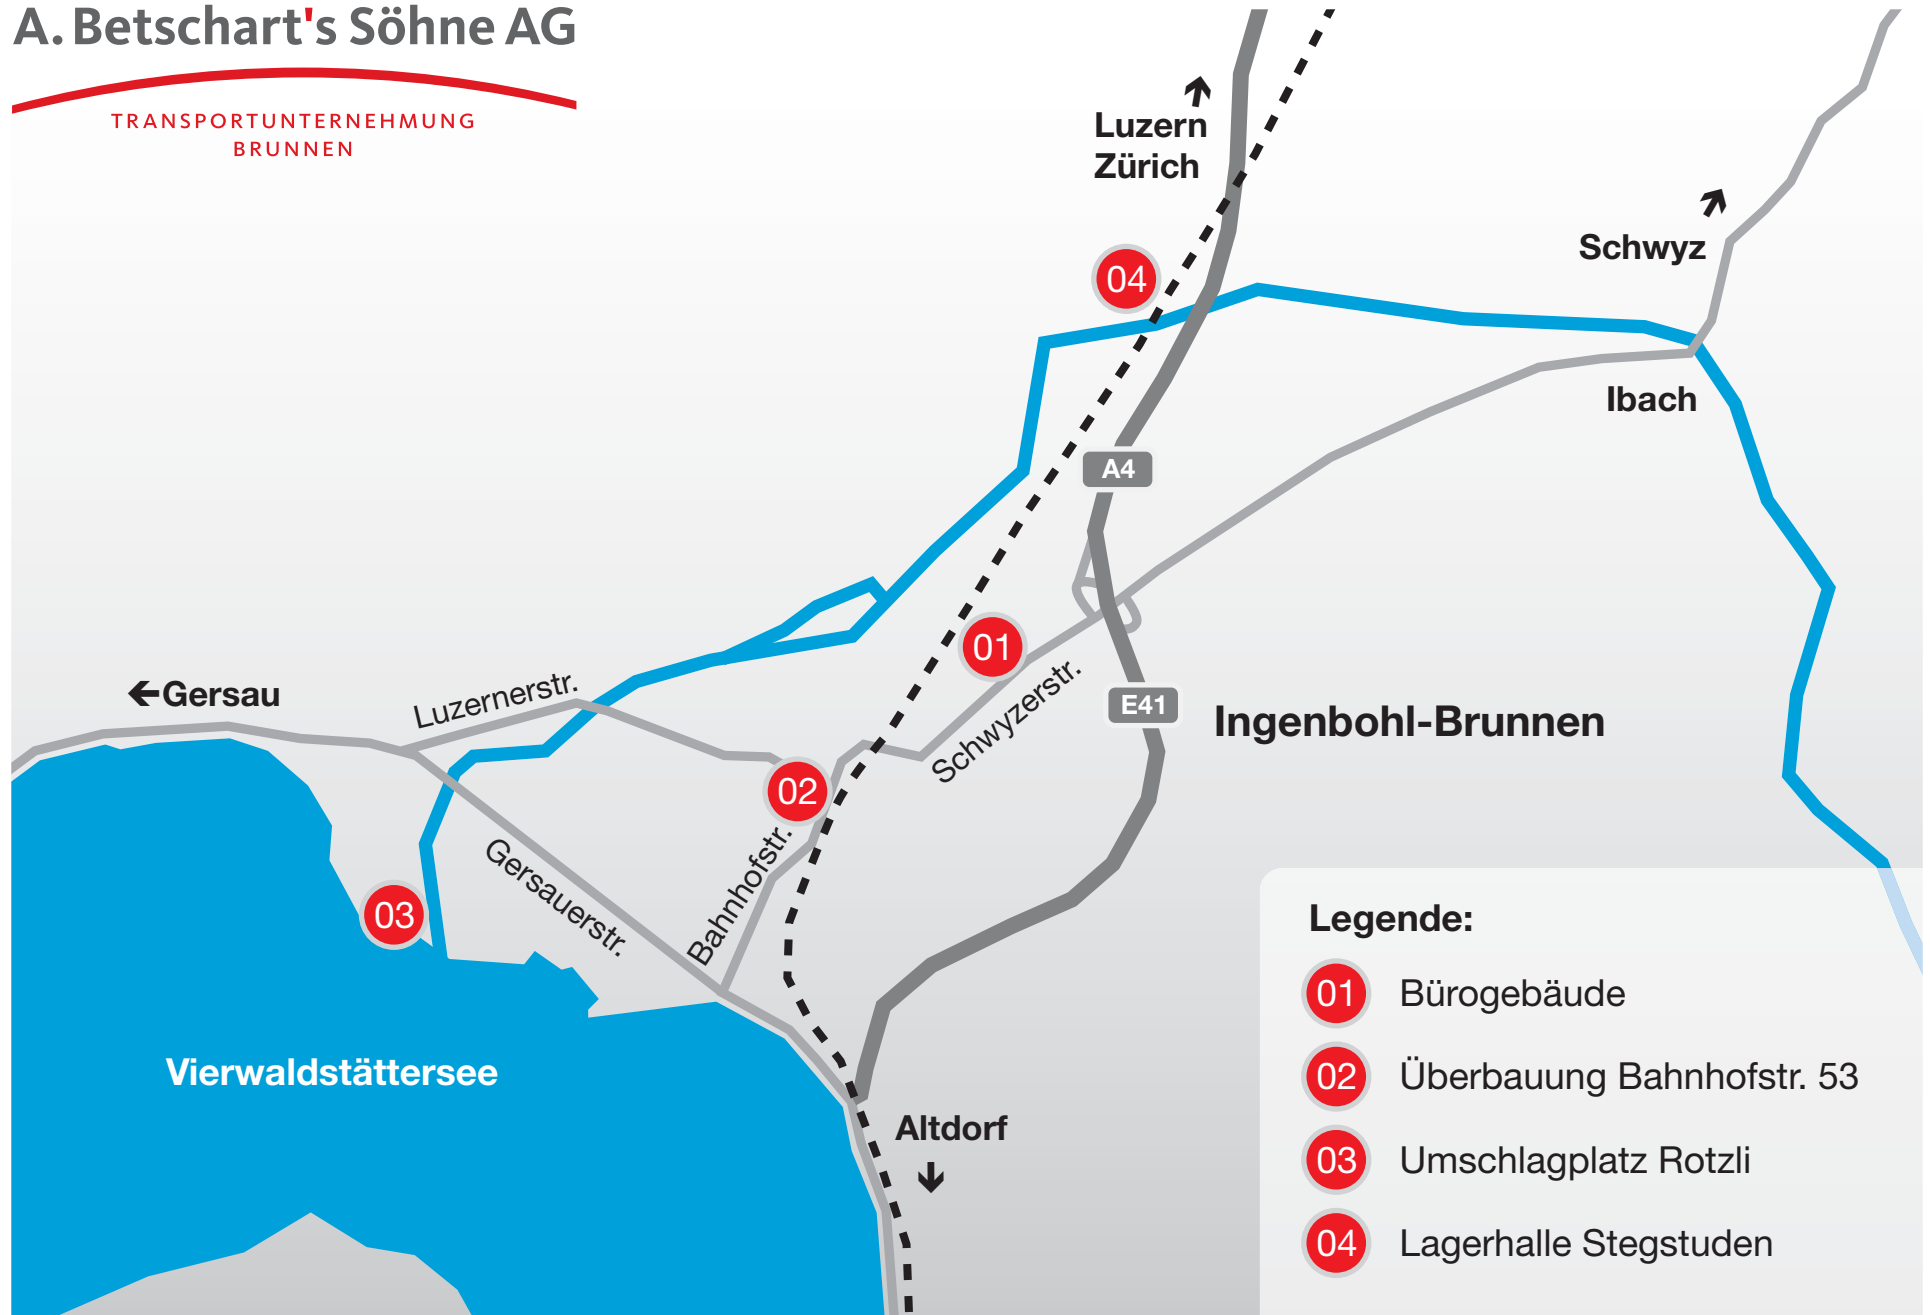 A. Betschart's Söhne AG
TRANSPORTUNTERNEHMUNG
BRUNNEN
Luzern
Zürich
Schwyz
04
Ibach
A4
01
Gersau
Luzernerstr.
Schwyzerstr.
E41
Ingenbohl-Brunnen
02
Bahnhofstr.
Gersauerstr.
03
Vierwaldstättersee
Altdorf
Legende:
01 Bürogebäude
02 Überbauung Bahnhofstr. 53
03 Umschlagplatz Rotzli
04 Lagerhalle Stegstuden